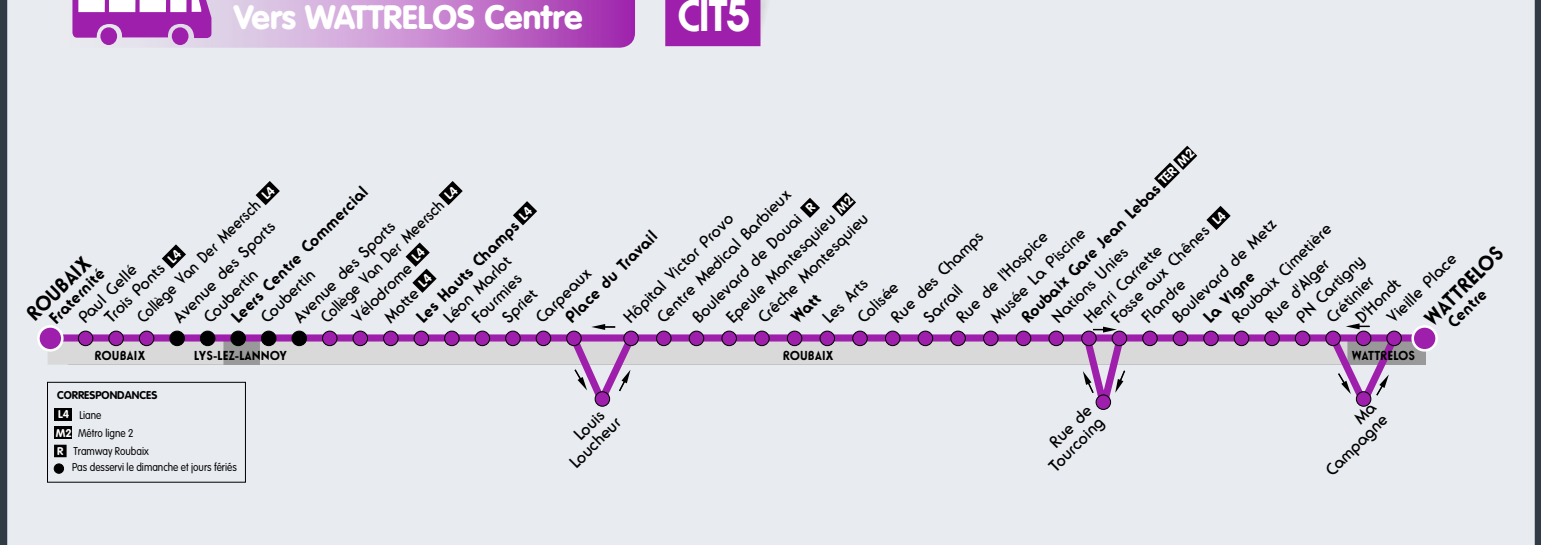 Vers WATTRELOS Centre
CIT5
ROUBAIX
Fraternité
Paul Cellé
Trois Ponts L4
Collège Van Der Meersch L4
Avenue des Sports
Coubertin
Leers Centre Commercial
Coubertin
Avenue des Sports
Collège Van Der Meersch L4
Vélodrome L4
Motte L4
Les Hauts Champs L4
Léon Marlot
Fourmies
Spriet
Carpeaux
Place du Travail
Louis
Loucheur
Hôpital Victor Provo
Centre Medical Barbieux
Boulevard de Douai R
Epeule Montesquieu M2
Crèche Montesquieu
Watt
Les Arts
Colisée
Rue des Champs
Sarrail
Rue de l'Hospice
Musée La Piscine
Roubaix Gare Jean Lebas TER M2
Nations Unies
Henri Carrette
Rue de
Tourcoing
Fosse aux Chênes L4
Flandre
Boulevard de Metz
La Vigne
Roubaix Cimetière
Rue d'Alger
PN Cartigny
Crétinier
Ma
Campagne
D'Hondt
Vieille Place
WATTRELOS
Centre
ROUBAIX
LYS-LEZ-LANNOY
ROUBAIX
WATTRELOS
CORRESPONDANCES
L4 Liane
M2 Métro ligne 2
R Tramway Roubaix
Pas desservi le dimanche et jours fériés